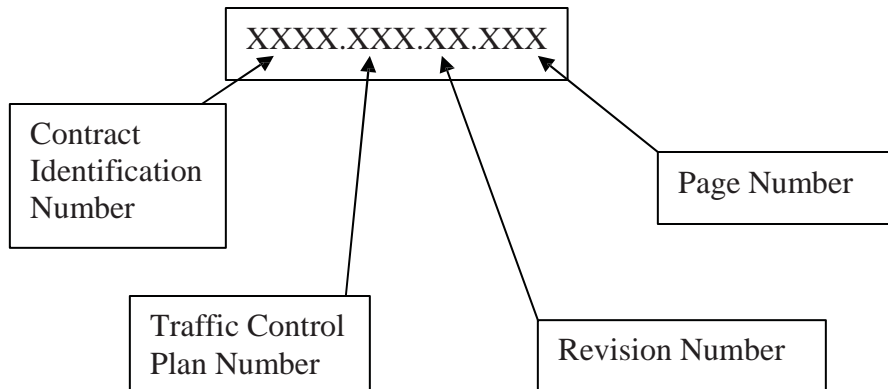 XXXX.XXX.XX.XXX
Contract
Identification
Number
Page Number
Traffic Control
Plan Number
Revision Number